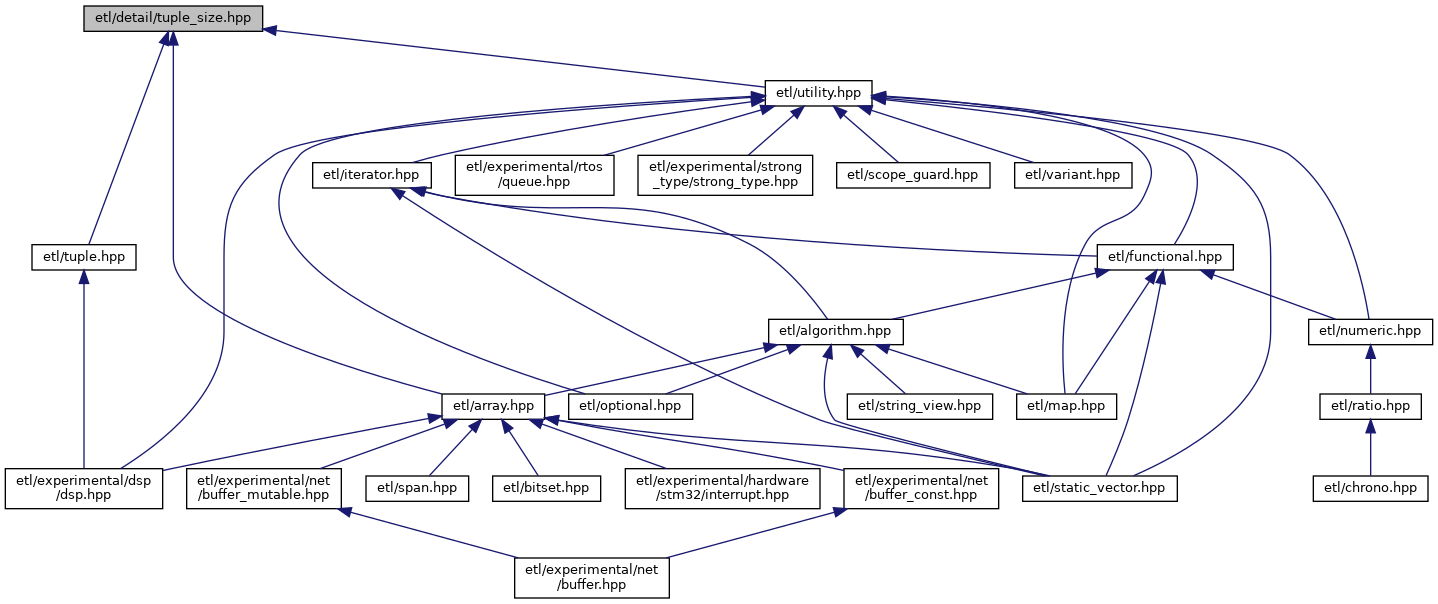 etl/detail/tuple_size.hpp
etl/utility.hpp
etl/iterator.hpp
etl/experimental/rtos
/queue.hpp
etl/experimental/strong
_type/strong_type.hpp
etl/scope_guard.hpp
etl/variant.hpp
etl/tuple.hpp
etl/functional.hpp
etl/algorithm.hpp
etl/numeric.hpp
etl/array.hpp
etl/optional.hpp
etl/string_view.hpp
etl/map.hpp
etl/ratio.hpp
etl/experimental/dsp
/dsp.hpp
etl/experimental/net
/buffer_mutable.hpp
etl/span.hpp
etl/bitset.hpp
etl/experimental/hardware
/stm32/interrupt.hpp
etl/experimental/net
/buffer_const.hpp
etl/static_vector.hpp
etl/chrono.hpp
etl/experimental/net
/buffer.hpp